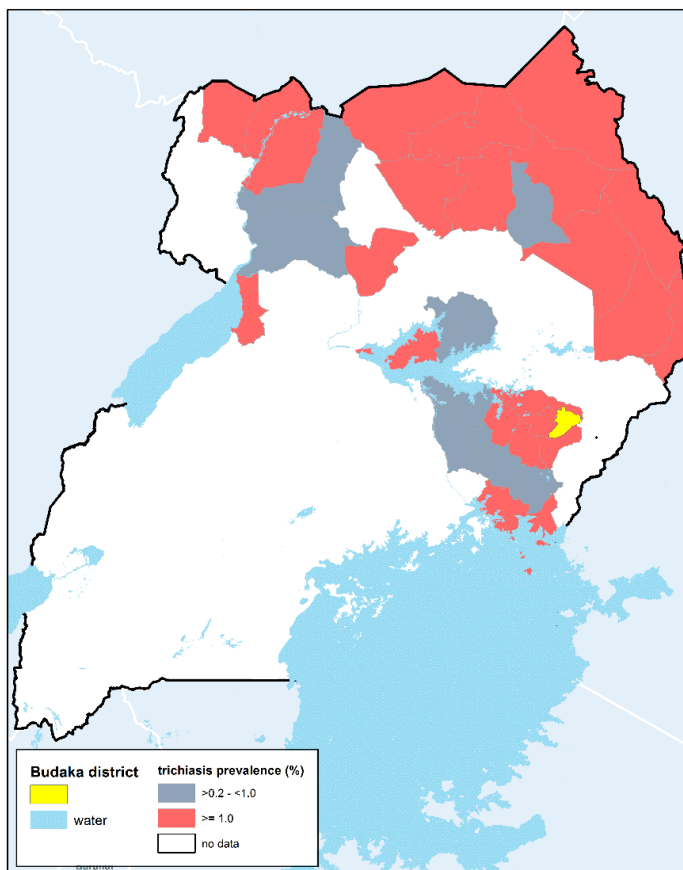 Budaka district
water
trichiasis prevalence (%)
>0.2 - <1.0
>= 1.0
no data